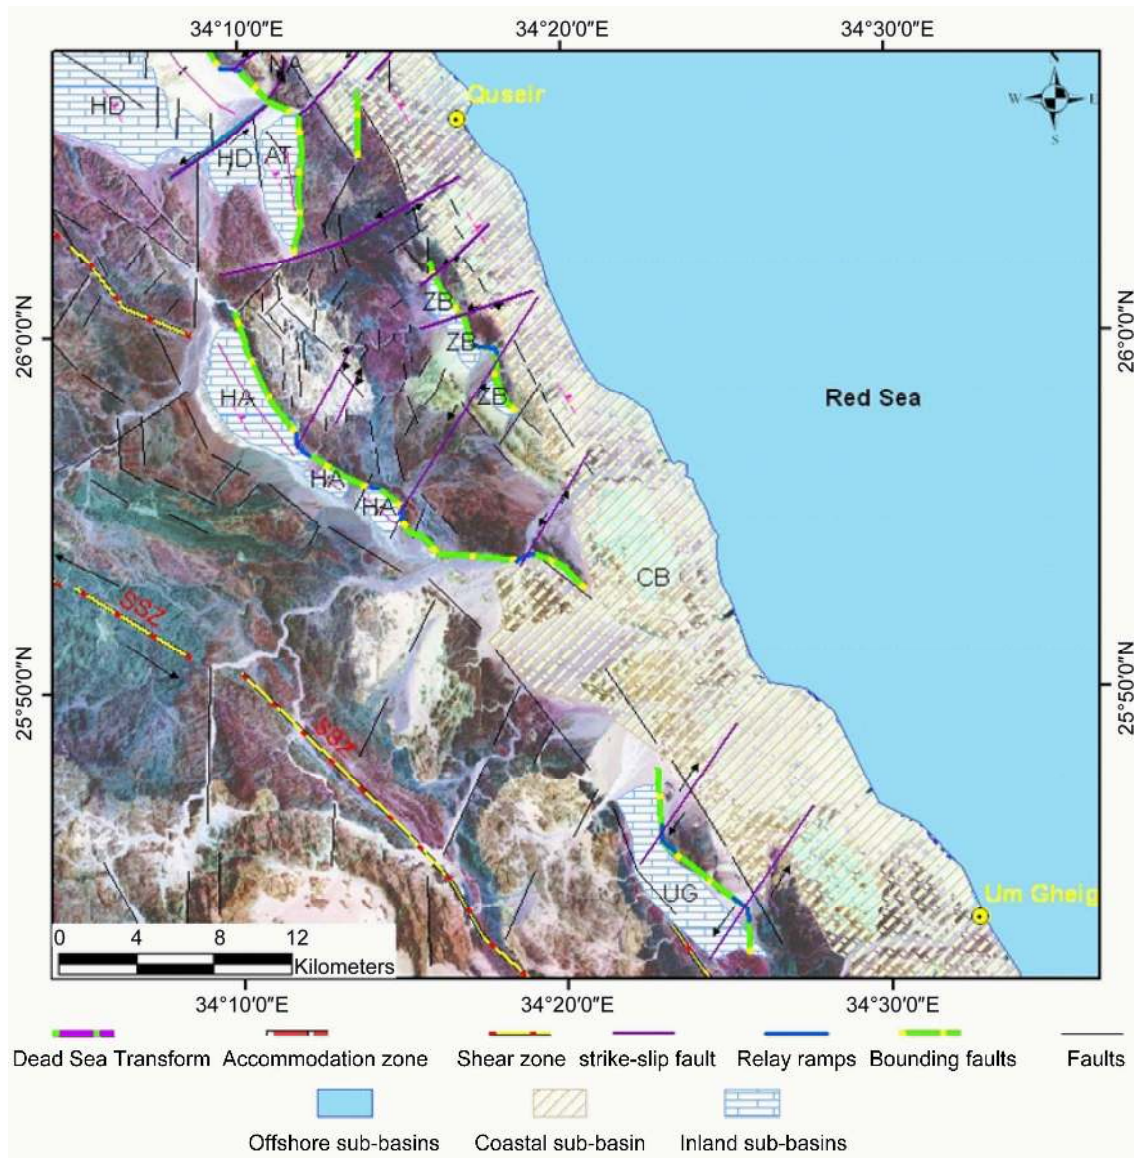 34°10'0"E 34°20'0"E 34°30'0"E
NA
N
Quseir
HD
W E
S
HD AT
ZB
26°0'0"N 26°0'0"N
ZB
HA ZB Red Sea
HA
HA
CB
SSZ
25°50'0"N 25°50'0"N
SSZ
UG
Um Gheig
0 4 8 12
Kilometers
34°10'0"E 34°20'0"E 34°30'0"E
Dead Sea Transform Accommodation zone Shear zone strike-slip fault Relay ramps Bounding faults Faults
Offshore sub-basins Coastal sub-basin Inland sub-basins